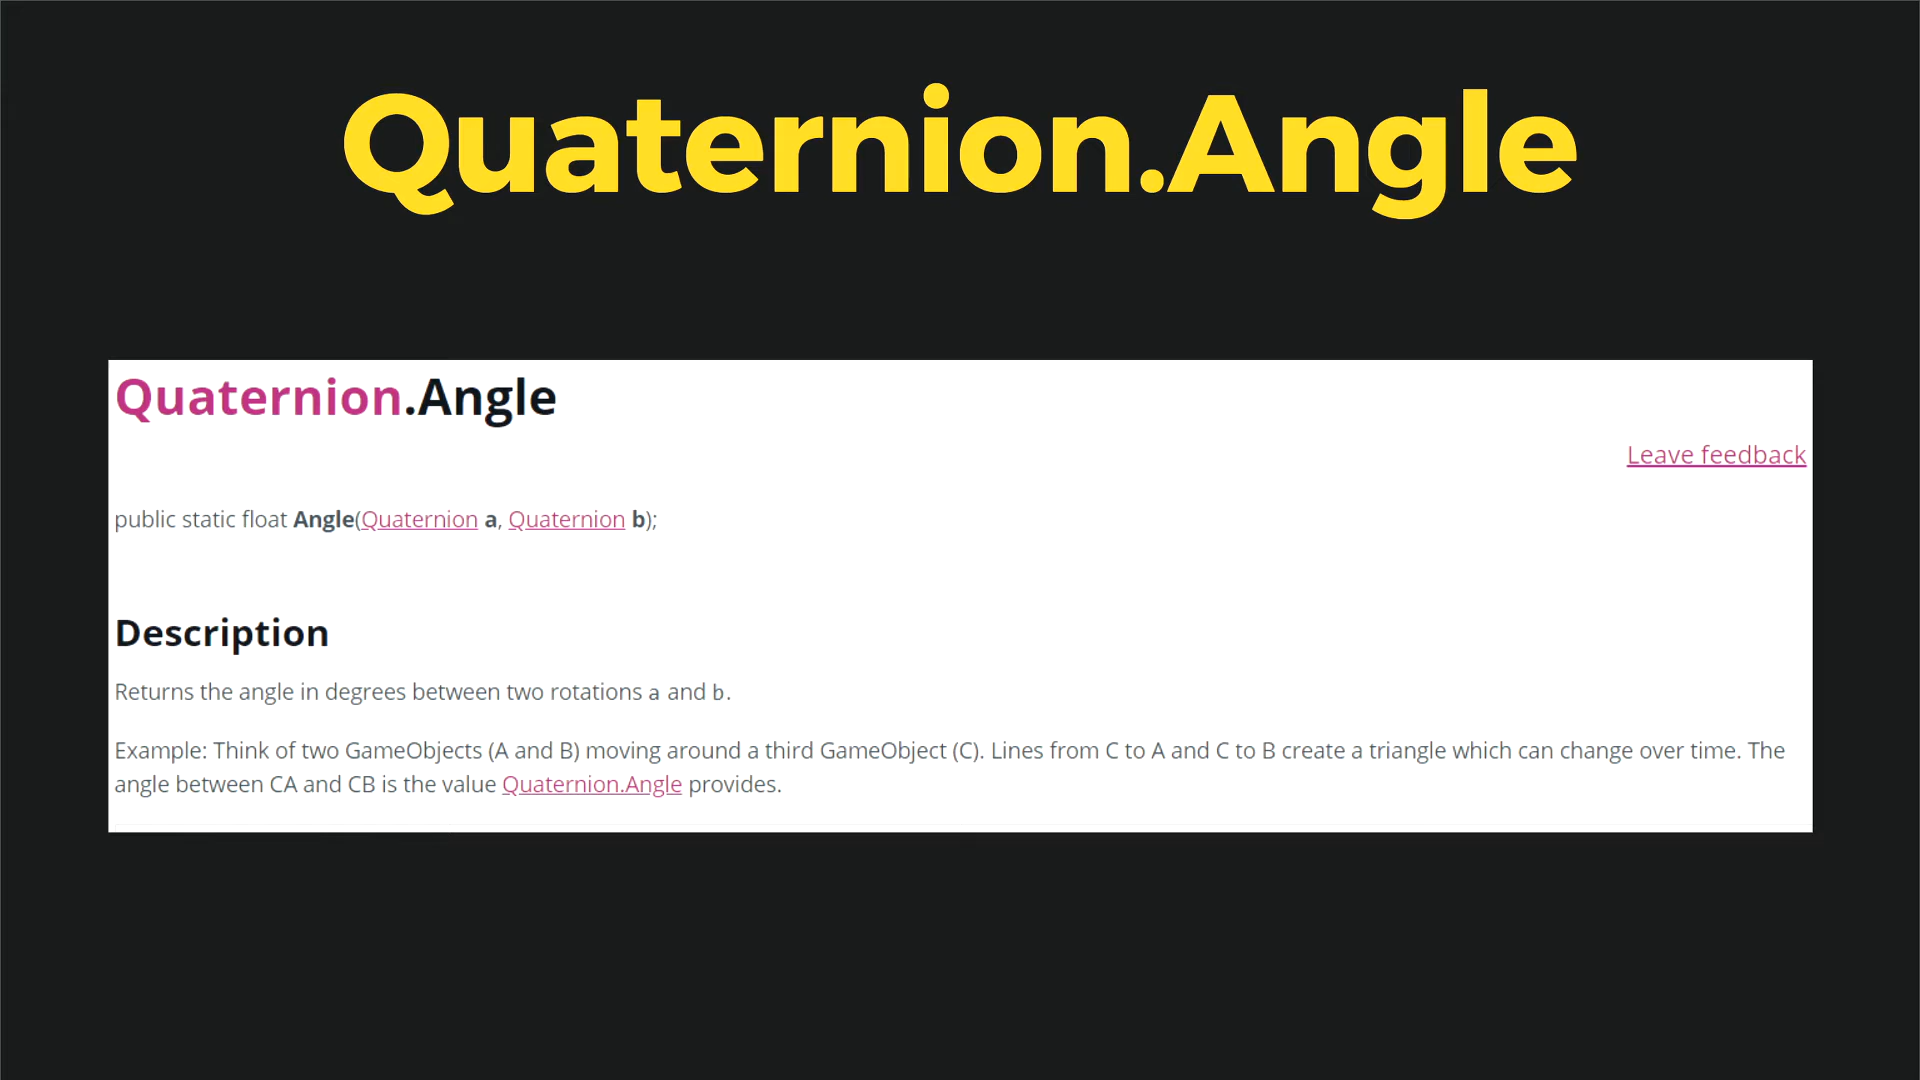 Quaternion.Angle
Quaternion.Angle
Leave feedback
public static float Angle(Quaternion a, Quaternion b);
Description
Returns the angle in degrees between two rotations a and b.
Example: Think of two GameObjects (A and B) moving around a third GameObject (C). Lines from C to A and C to B create a triangle which can change over time. The
angle between CA and CB is the value Quaternion.Angle provides.